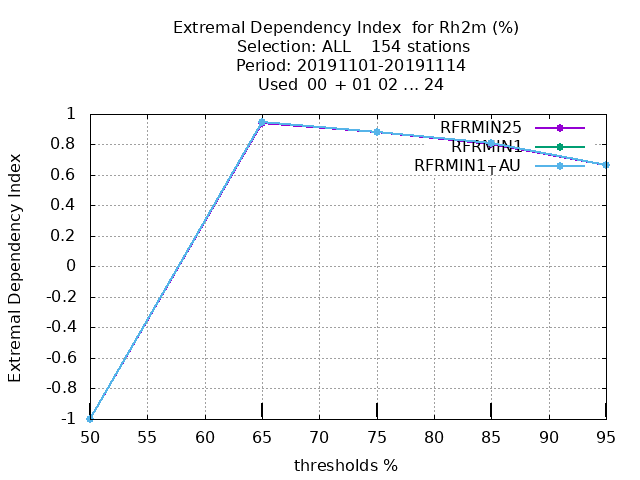 Extremal Dependency Index  for Rh2m (%)
Selection: ALL    154 stations
Period: 20191101-20191114
Used  00  + 01 02 ... 24
Extremal Dependency Index
1
0.8
0.6
0.4
0.2
0
-0.2
-0.4
-0.6
-0.8
-1
RFRMIN25
RFRMIN1
RFRMIN1TAU
50 55 60 65 70 75 80 85 90 95
thresholds %